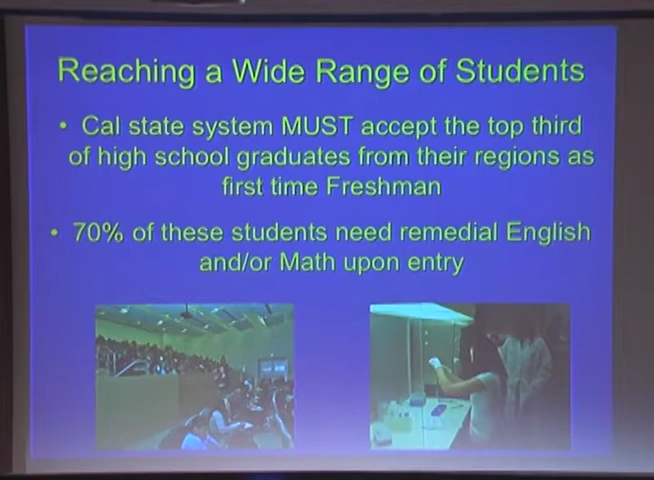 Reaching a Wide Range of Students
• Cal state system MUST accept the top third
of high school graduates from their regions as
first time Freshman
• 70% of these students need remedial English
and/or Math upon entry